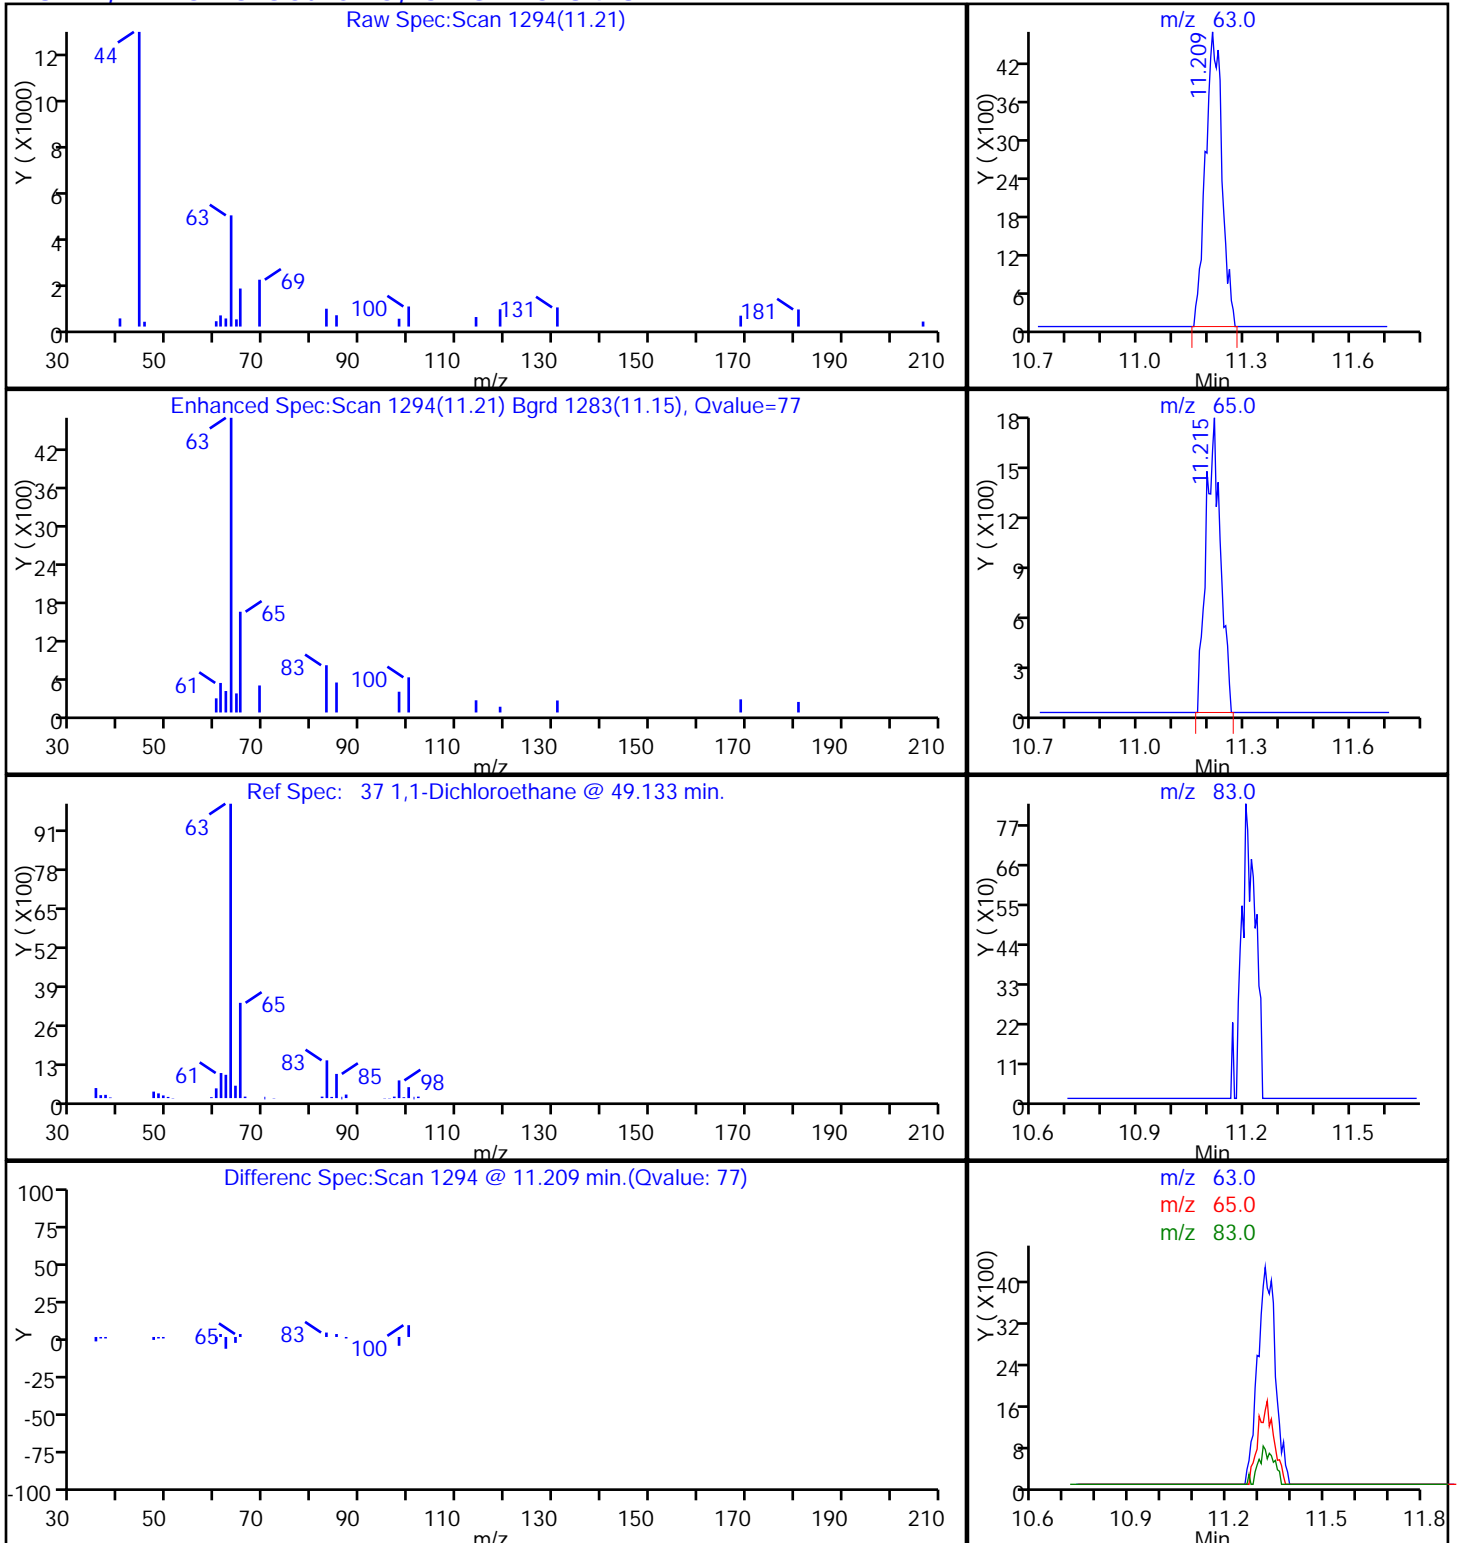 Raw Spec:Scan 1294(11.21)
Y ( X1000)
12
10
8
6
4
2
0
44
63
69
100
131
181
30 50 70 90 110 130 150 170 190 210
m/z
m/z 63.0
Y ( X100)
42
36
30
24
18
12
6
0
11.209
10.7 11.0 11.3 11.6
Min
Enhanced Spec:Scan 1294(11.21) Bgrd 1283(11.15), Qvalue=77
Y ( X100)
42
36
30
24
18
12
6
0
63
65
61
83
100
30 50 70 90 110 130 150 170 190 210
m/z
m/z 65.0
Y ( X100)
18
15
12
9
6
3
0
11.215
10.7 11.0 11.3 11.6
Min
Ref Spec: 37 1,1-Dichloroethane @ 49.133 min.
Y ( X100)
91
78
65
52
39
26
13
0
63
65
61
83
85
98
30 50 70 90 110 130 150 170 190 210
m/z
m/z 83.0
Y ( X10)
77
66
55
44
33
22
11
0
10.6 10.9 11.2 11.5
Min
Differenc Spec:Scan 1294 @ 11.209 min.(Qvalue: 77)
Y
100
75
50
25
0
-25
-50
-75
-100
65
83
100
30 50 70 90 110 130 150 170 190 210
m/z
m/z 63.0
m/z 65.0
m/z 83.0
Y ( X100)
40
32
24
16
8
0
10.6 10.9 11.2 11.5 11.8
Min